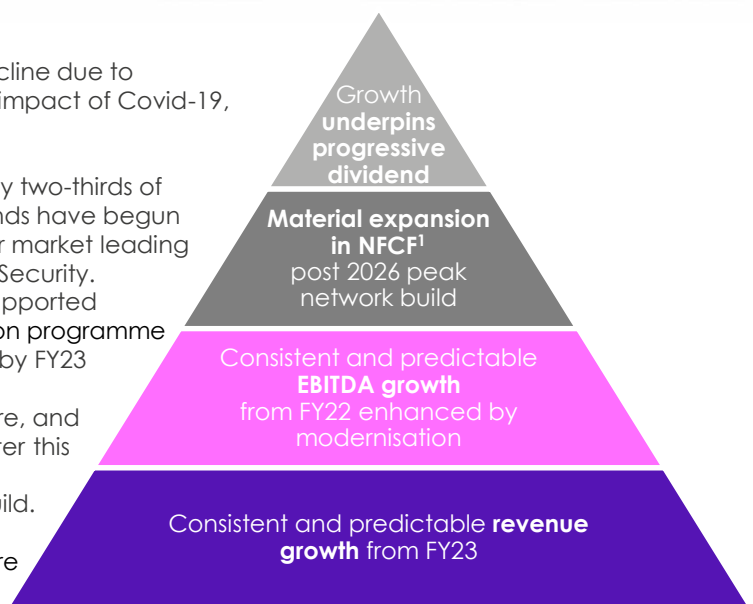 cline due to
impact of Covid-19,
y two-thirds of
nds have begun
r market leading
Security.
pported
on programme
by FY23
re, and
ter this
ild.
re
Growth
underpins
progressive
dividend
Material expansion
in NFCF¹
post 2026 peak
network build
Consistent and predictable
EBITDA growth
from FY22 enhanced by
modernisation
Consistent and predictable revenue
growth from FY23